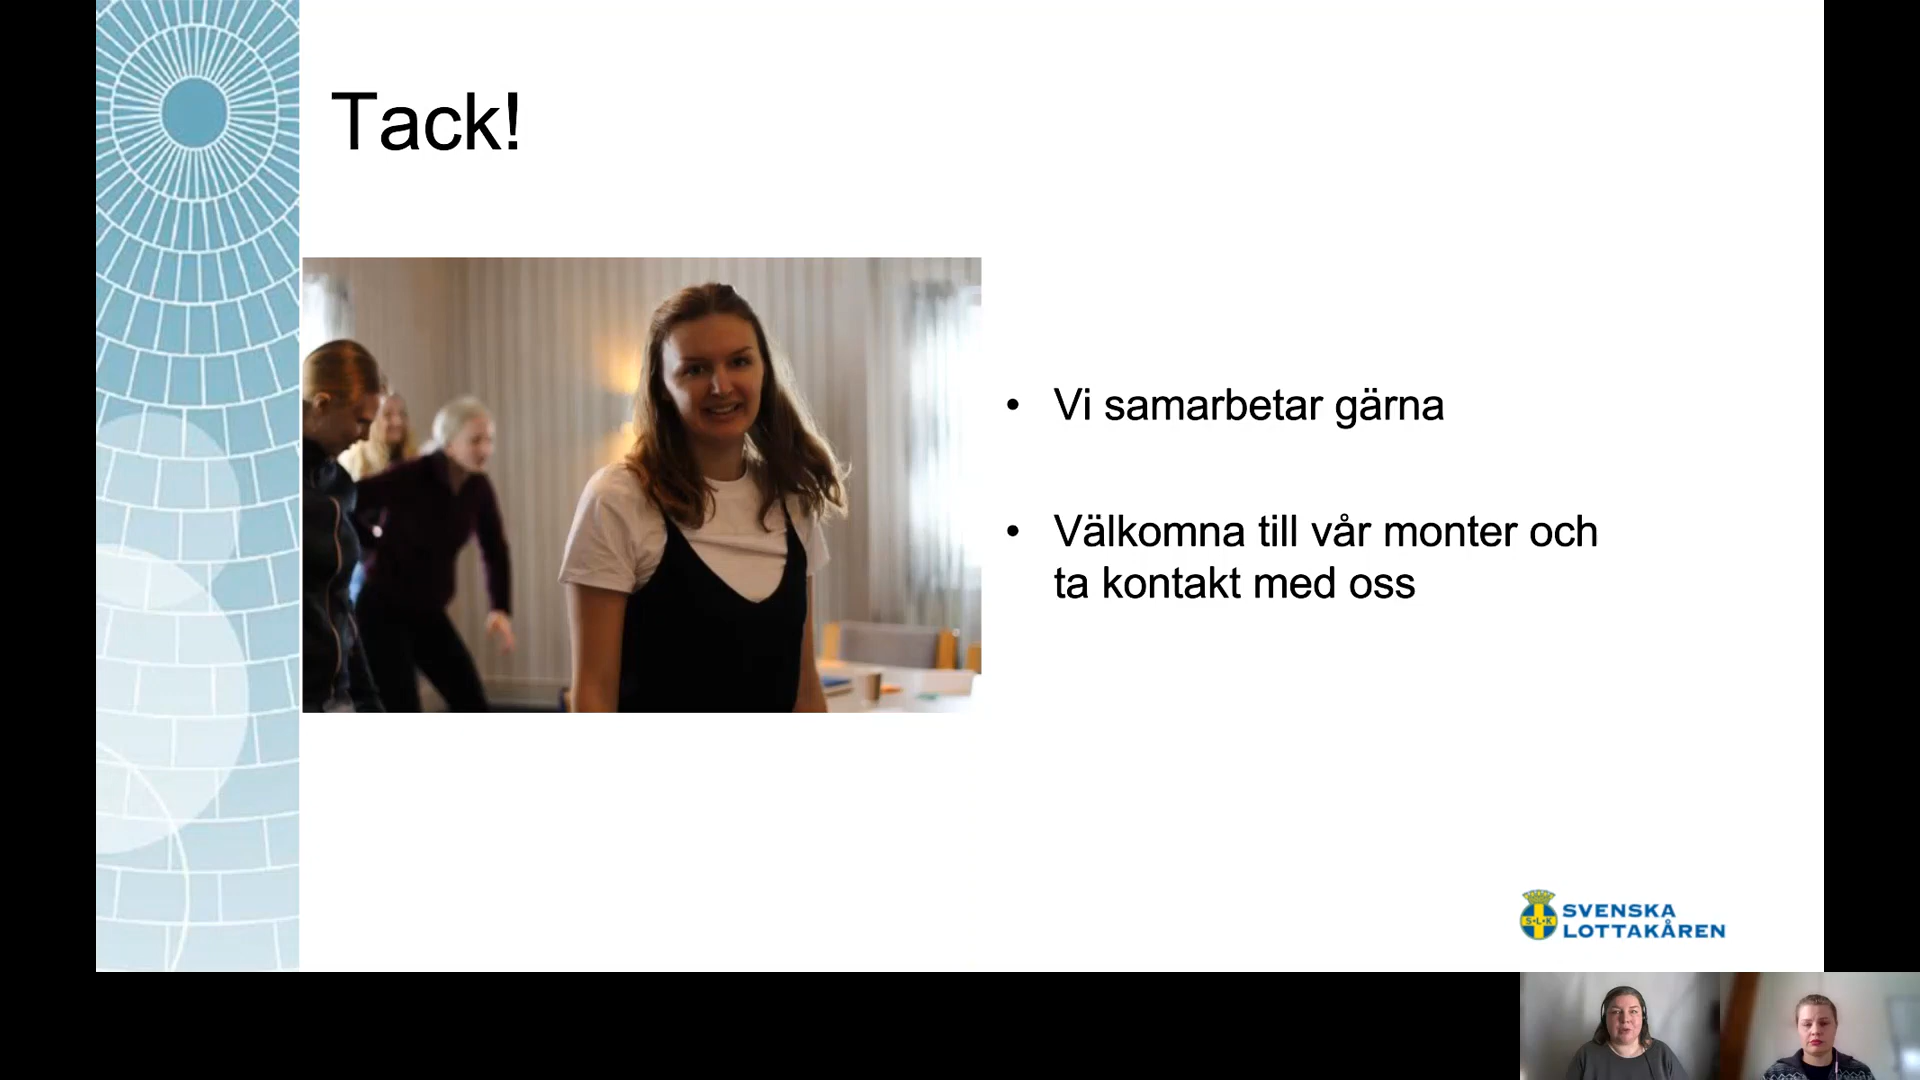 Tack!
• Vi samarbetar gärna
• Välkomna till vår monter och
ta kontakt med oss
S•L•K
SVENSKA
LOTTAKÅREN